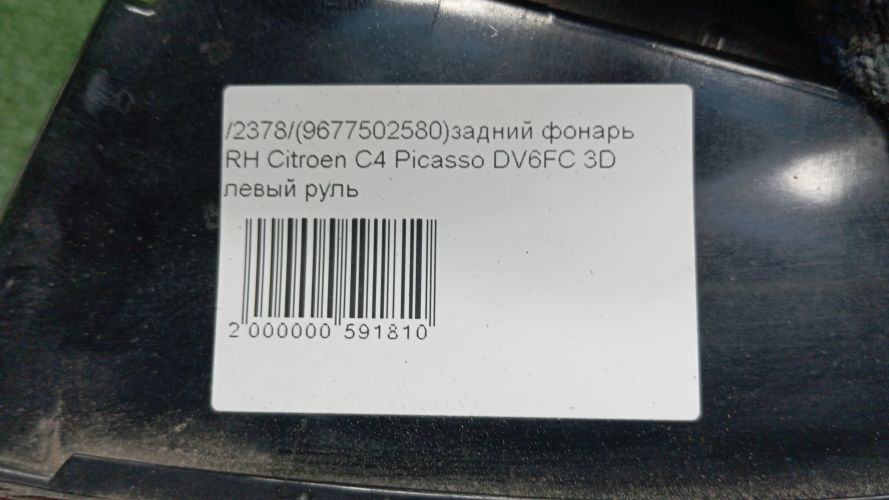 /2378/(9677502580)задний фонарь
RH Citroen C4 Picasso DV6FC 3D
левый руль
2 000000 591810